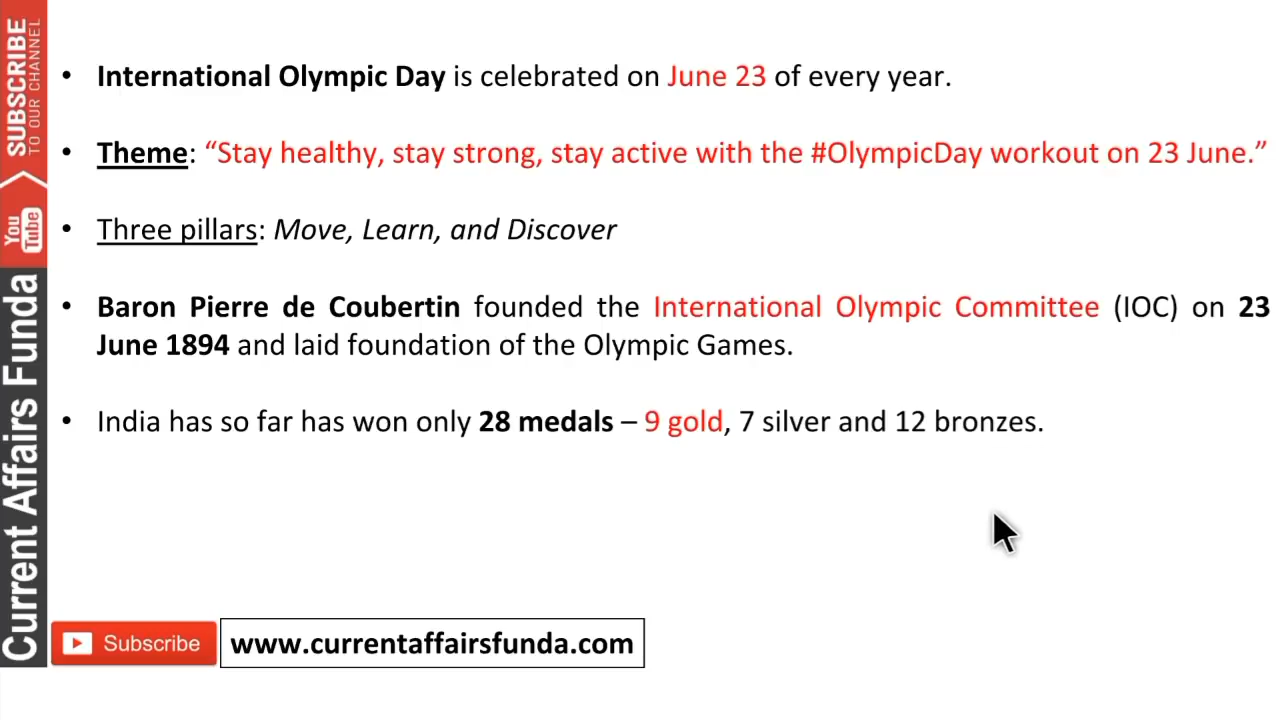 • International Olympic Day is celebrated on June 23 of every year.
• Theme: “Stay healthy, stay strong, stay active with the #OlympicDay workout on 23 June.”
• Three pillars: Move, Learn, and Discover
• Baron Pierre de Coubertin founded the International Olympic Committee (IOC) on 23
June 1894 and laid foundation of the Olympic Games.
• India has so far has won only 28 medals – 9 gold, 7 silver and 12 bronzes.
SUBSCRIBE
TO OUR CHANNEL
You
Tube
Current Affairs Funda
Subscribe
www.currentaffairsfunda.com